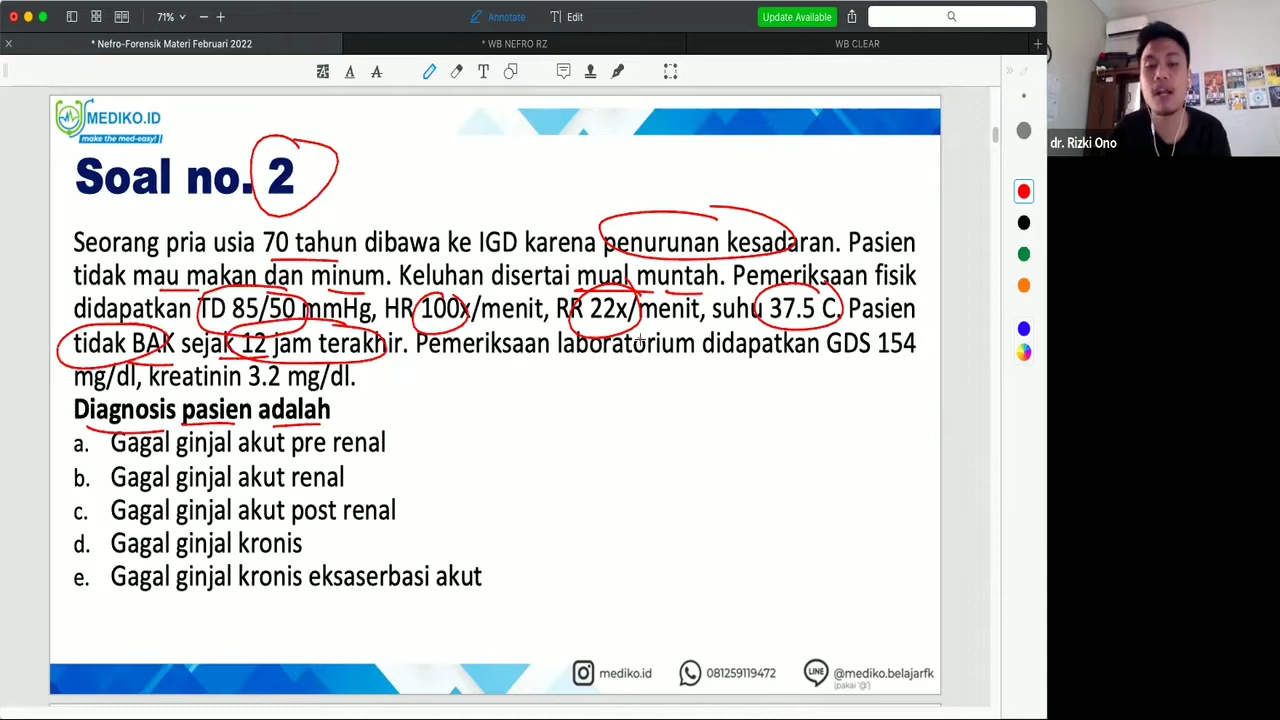 71%
Annotate
Edit
Update Available
* Nefro-Forensik Materi Februari 2022
* WB NEFRO RZ
WB CLEAR
MEDIKO.ID
make the med-easy!
dr. Rizki Ono
Soal no. 2
Seorang pria usia 70 tahun dibawa ke IGD karena penurunan kesadaran. Pasien
tidak mau makan dan minum. Keluhan disertai mual muntah. Pemeriksaan fisik
didapatkan TD 85/50 mmHg, HR 100x/menit, RR 22x/menit, suhu 37.5 C. Pasien
tidak BAK sejak 12 jam terakhir. Pemeriksaan laboratorium didapatkan GDS 154
mg/dl, kreatinin 3.2 mg/dl.
Diagnosis pasien adalah
a. Gagal ginjal akut pre renal
b. Gagal ginjal akut renal
c. Gagal ginjal akut post renal
d. Gagal ginjal kronis
e. Gagal ginjal kronis eksaserbasi akut
mediko.id
081259119472
LINE
@mediko.belajarfk
(pakai '@')